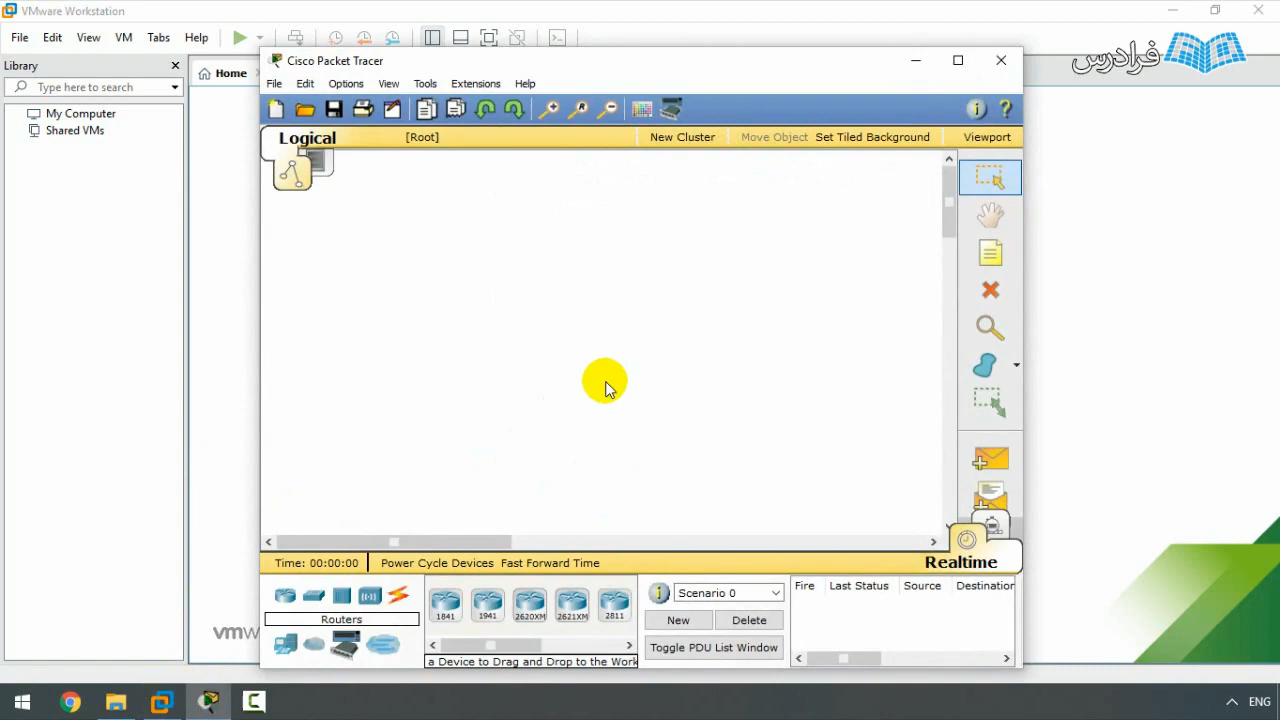 VMware Workstation
File Edit View VM Tabs Help
فرادرس
Library
Type here to search
My Computer
Shared VMs
Home
Cisco Packet Tracer
File Edit Options View Tools Extensions Help
Logical [Root] New Cluster Move Object Set Tiled Background Viewport
Time: 00:00:00 Power Cycle Devices Fast Forward Time Realtime
Routers
1841 1941 2620XM 2621XM 2811
a Device to Drag and Drop to the Work
Scenario 0
New Delete
Toggle PDU List Window
Fire Last Status Source Destination
vmw
ENG